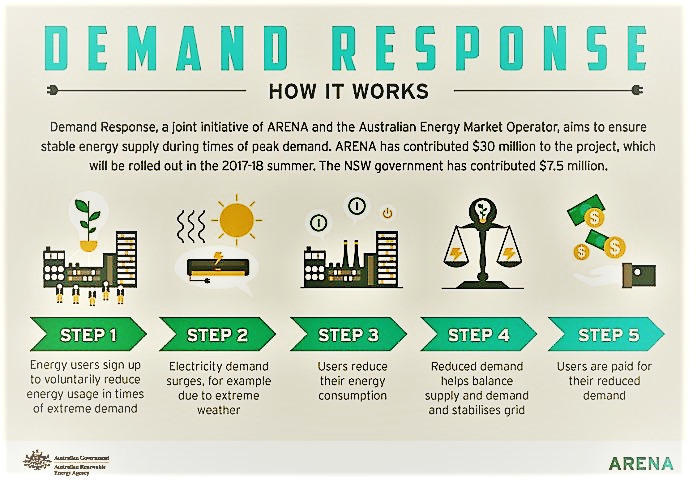 DEMAND RESPONSE
HOW IT WORKS
Demand Response, a joint initiative of ARENA and the Australian Energy Market Operator, aims to ensure
stable energy supply during times of peak demand. ARENA has contributed $30 million to the project, which
will be rolled out in the 2017-18 summer. The NSW government has contributed $7.5 million.
$
$
$
STEP 1
Energy users sign up
to voluntarily reduce
energy usage in times
of extreme demand
STEP 2
Electricity demand
surges, for example
due to extreme
weather
STEP 3
Users reduce
their energy
consumption
STEP 4
Reduced demand
helps balance
supply and demand
and stabilises grid
STEP 5
Users are paid for
their reduced
demand
Australian Government
Australian Renewable
Energy Agency
ARENA